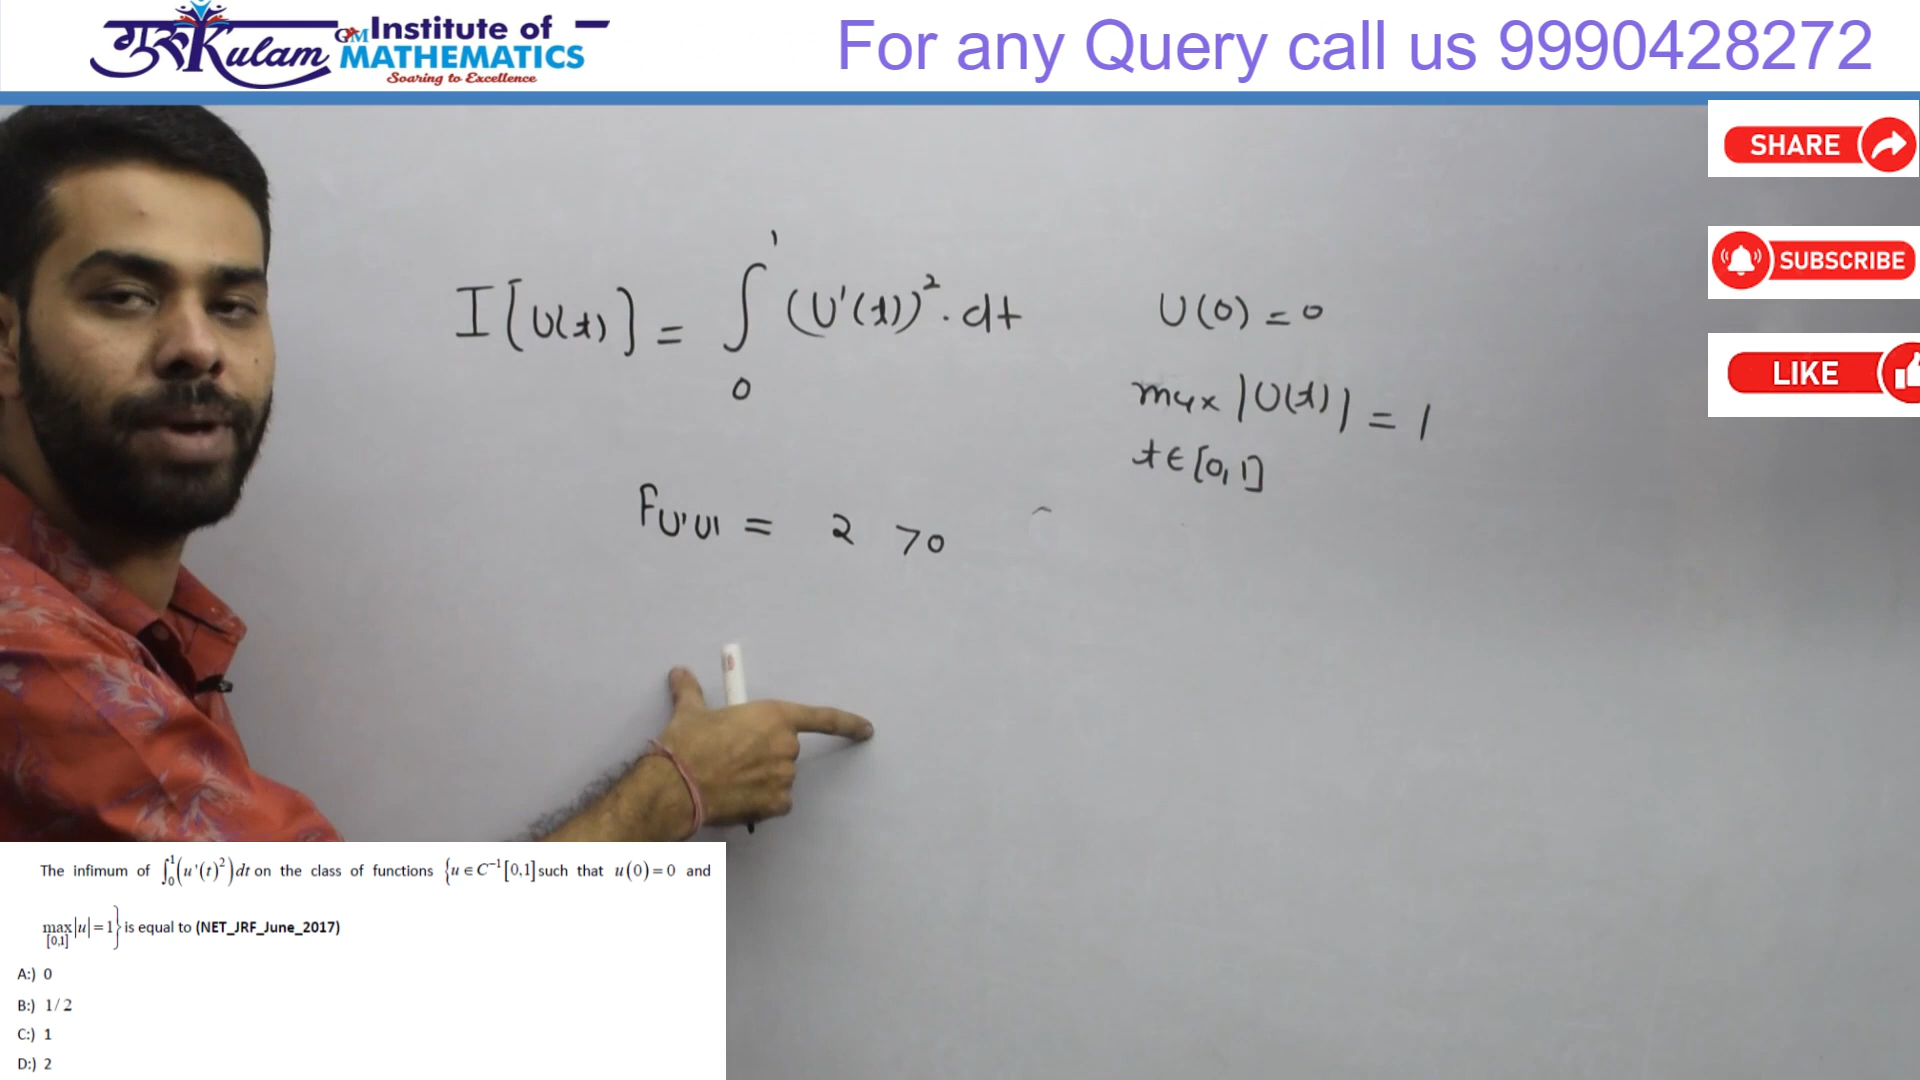 गुरुKulam GM Institute of
MATHEMATICS
Soaring to Excellence
For any Query call us 9990428272
SHARE
SUBSCRIBE
LIKE
I[U(t)] = ∫₀¹ (U'(t))² . dt
U(0) = 0
max |U(t)| = 1
t∈[0,1]
F_{U'U'} = 2 >0
The infimum of ∫₀¹(u'(t)²)dt on the class of functions {u ∈ C⁻¹[0,1] such that u(0)=0 and
max_{[0,1]}|u|=1} is equal to (NET_JRF_June_2017)
A:) 0
B:) 1/2
C:) 1
D:) 2